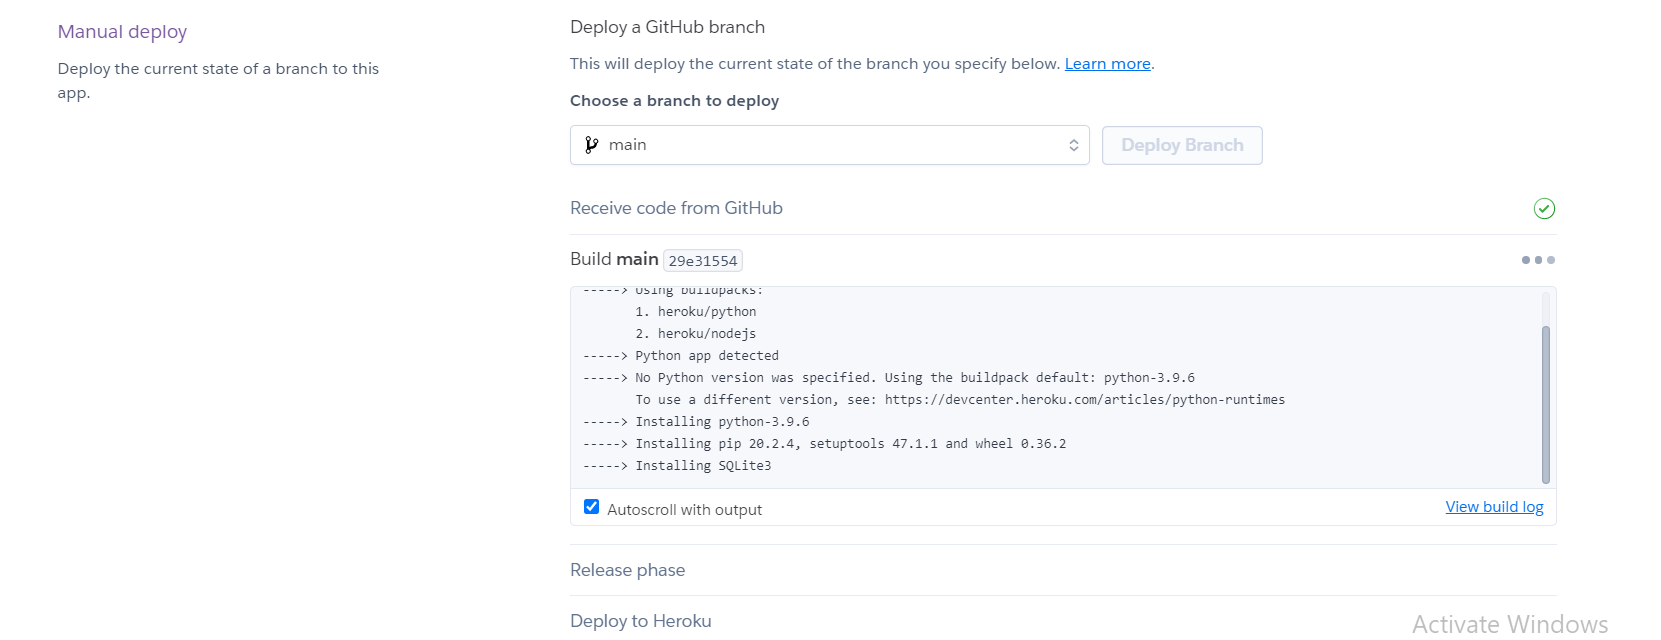 Manual deploy
Deploy the current state of a branch to this
app.
Deploy a GitHub branch
This will deploy the current state of the branch you specify below. Learn more.
Choose a branch to deploy
main
Deploy Branch
Receive code from GitHub
Build main 29e31554
-----> Using buildpacks:
1. heroku/python
2. heroku/nodejs
-----> Python app detected
-----> No Python version was specified. Using the buildpack default: python-3.9.6
To use a different version, see: https://devcenter.heroku.com/articles/python-runtimes
-----> Installing python-3.9.6
-----> Installing pip 20.2.4, setuptools 47.1.1 and wheel 0.36.2
-----> Installing SQLite3
Autoscroll with output
View build log
Release phase
Deploy to Heroku
Activate Windows